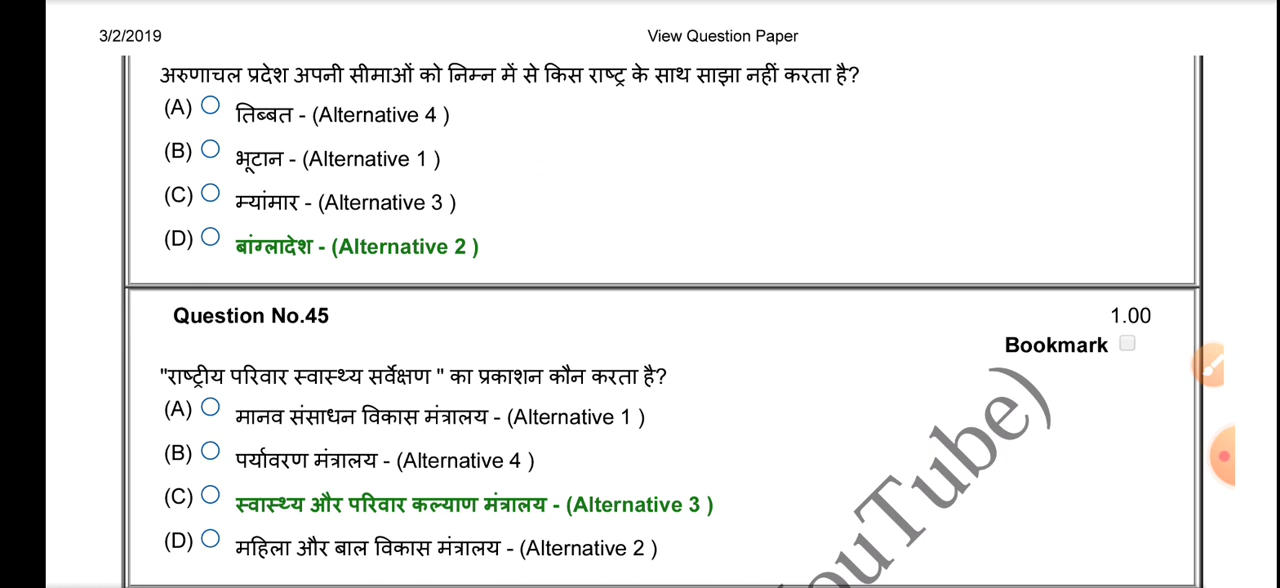 3/2/2019 View Question Paper
अरुणाचल प्रदेश अपनी सीमाओं को निम्न में से किस राष्ट्र के साथ साझा नहीं करता है?
(A) तिब्बत - (Alternative 4 )
(B) भूटान - (Alternative 1 )
(C) म्यांमार - (Alternative 3 )
(D) बांग्लादेश - (Alternative 2 )
Question No.45 1.00
Bookmark
"राष्ट्रीय परिवार स्वास्थ्य सर्वेक्षण " का प्रकाशन कौन करता है?
(A) मानव संसाधन विकास मंत्रालय - (Alternative 1 )
(B) पर्यावरण मंत्रालय - (Alternative 4 )
(C) स्वास्थ्य और परिवार कल्याण मंत्रालय - (Alternative 3 )
(D) महिला और बाल विकास मंत्रालय - (Alternative 2 )
ouTube)